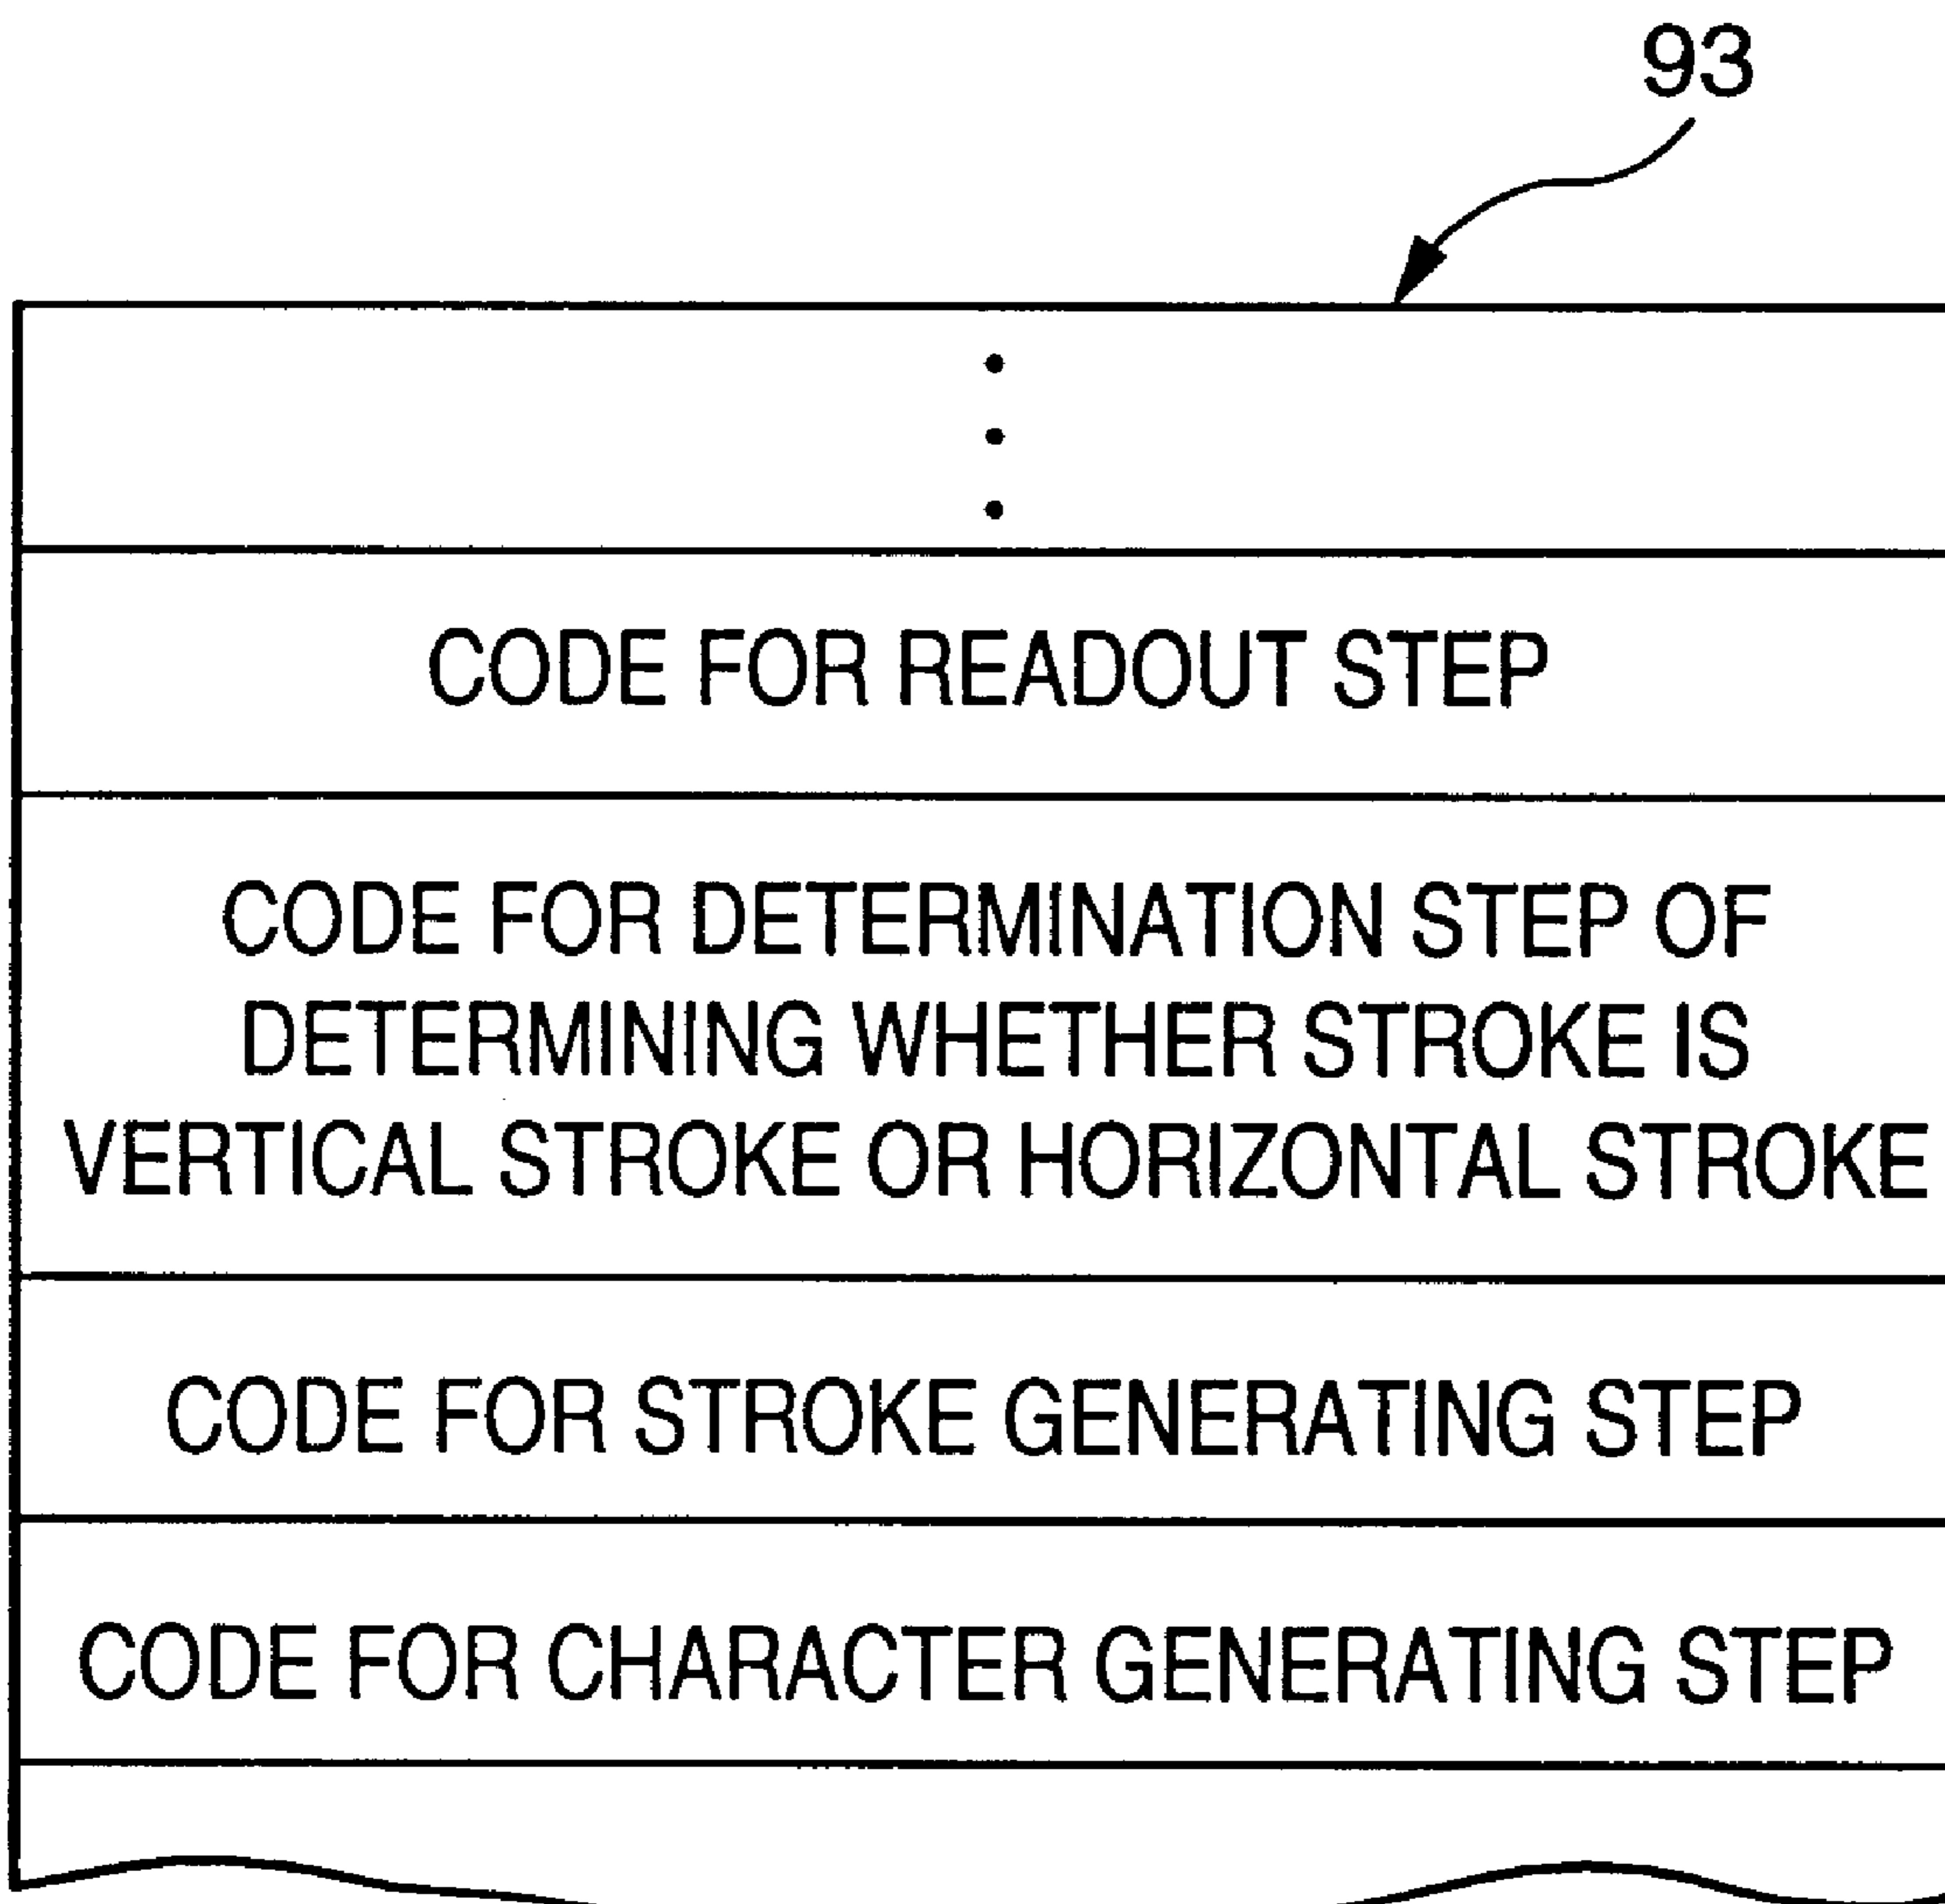 93
CODE FOR READOUT STEP
CODE FOR DETERMINATION STEP OF
DETERMINING WHETHER STROKE IS
VERTICAL STROKE OR HORIZONTAL STROKE
CODE FOR STROKE GENERATING STEP
CODE FOR CHARACTER GENERATING STEP